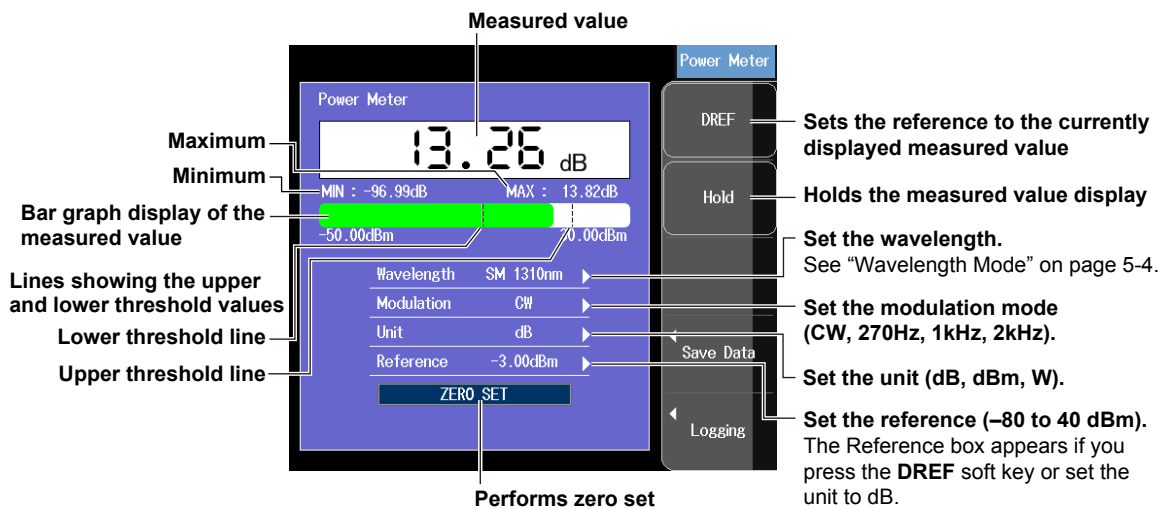 Measured value
Power Meter
Power Meter
13.26 dB
MIN : -96.99dB MAX : 13.82dB
-50.00dBm 30.00dBm
Wavelength SM 1310nm
Modulation CW
Unit dB
Reference -3.00dBm
ZERO SET
DREF
Hold
Save Data
Logging
Maximum
Minimum
Bar graph display of the
measured value
Lines showing the upper
and lower threshold values
Lower threshold line
Upper threshold line
Sets the reference to the currently
displayed measured value
Holds the measured value display
Set the wavelength.
See “Wavelength Mode” on page 5-4.
Set the modulation mode
(CW, 270Hz, 1kHz, 2kHz).
Set the unit (dB, dBm, W).
Set the reference (–80 to 40 dBm).
The Reference box appears if you
press the DREF soft key or set the
unit to dB.
Performs zero set